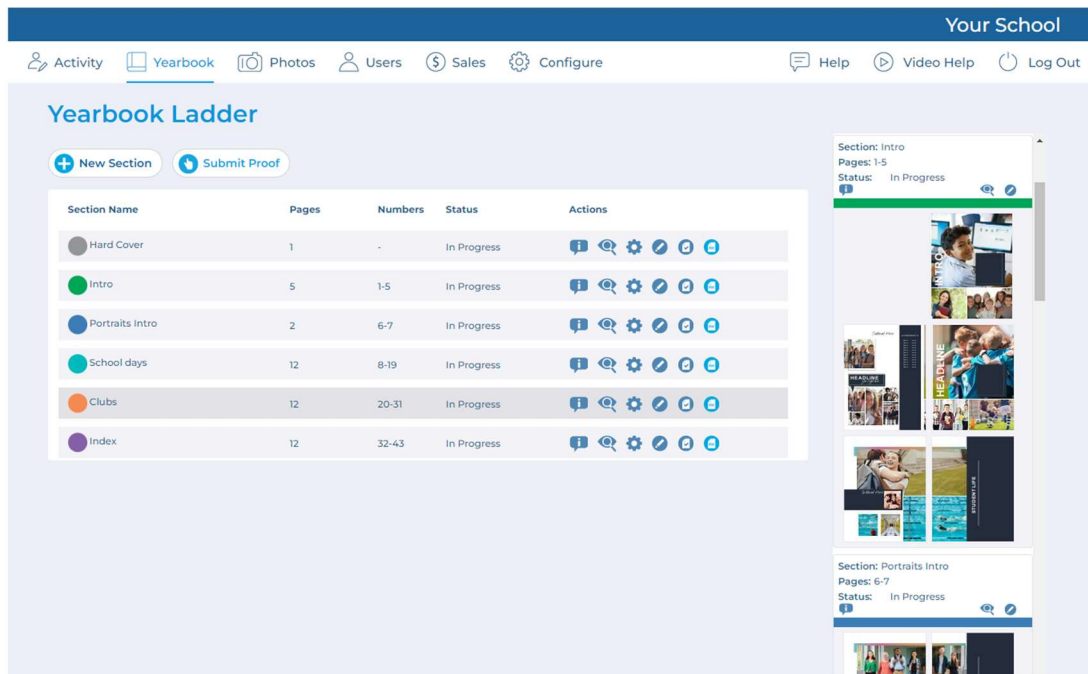 Your School
Activity Yearbook Photos Users Sales Configure Help Video Help Log Out
Yearbook Ladder
New Section Submit Proof
Section Name Pages Numbers Status Actions
Hard Cover 1 - In Progress
Intro 5 1-5 In Progress
Portraits Intro 2 6-7 In Progress
School days 12 8-19 In Progress
Clubs 12 20-31 In Progress
Index 12 32-43 In Progress
Section: Intro
Pages: 1-5
Status: In Progress
INTRO
HEADLINE
HEADLINE
STUDENT LIFE
Section: Portraits Intro
Pages: 6-7
Status: In Progress